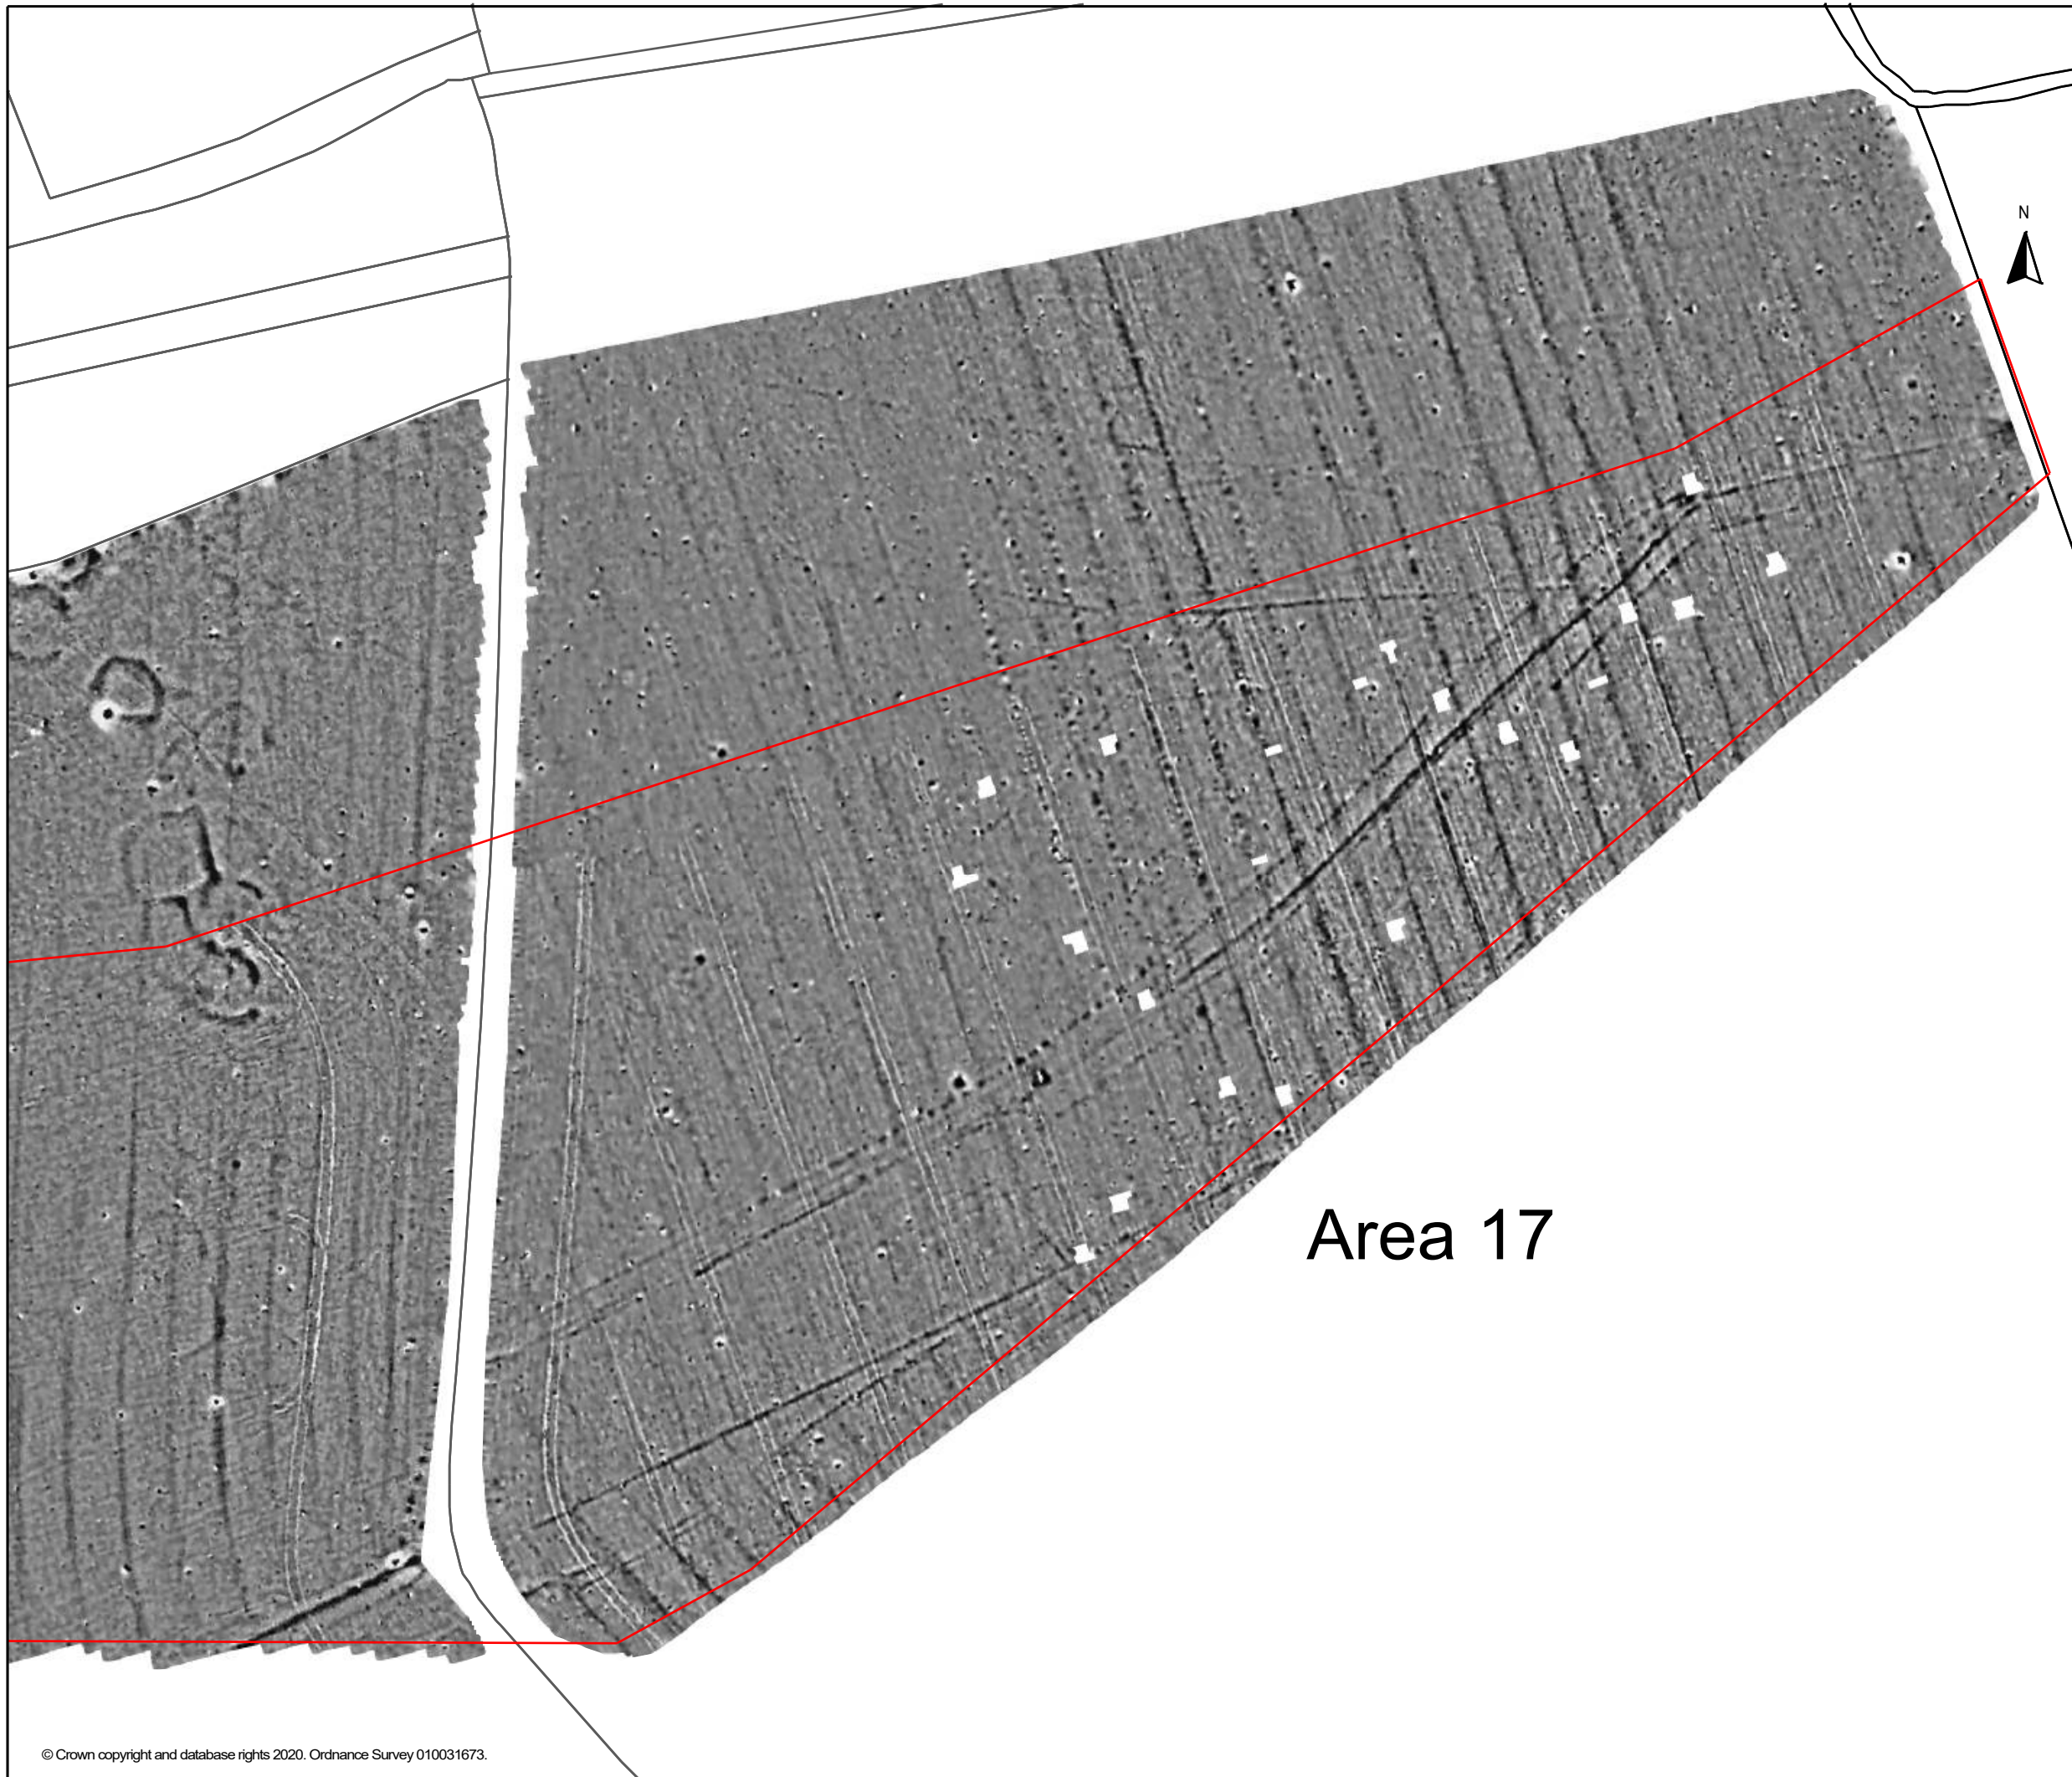 N
Area 17
© Crown copyright and database rights 2020. Ordnance Survey 010031673.